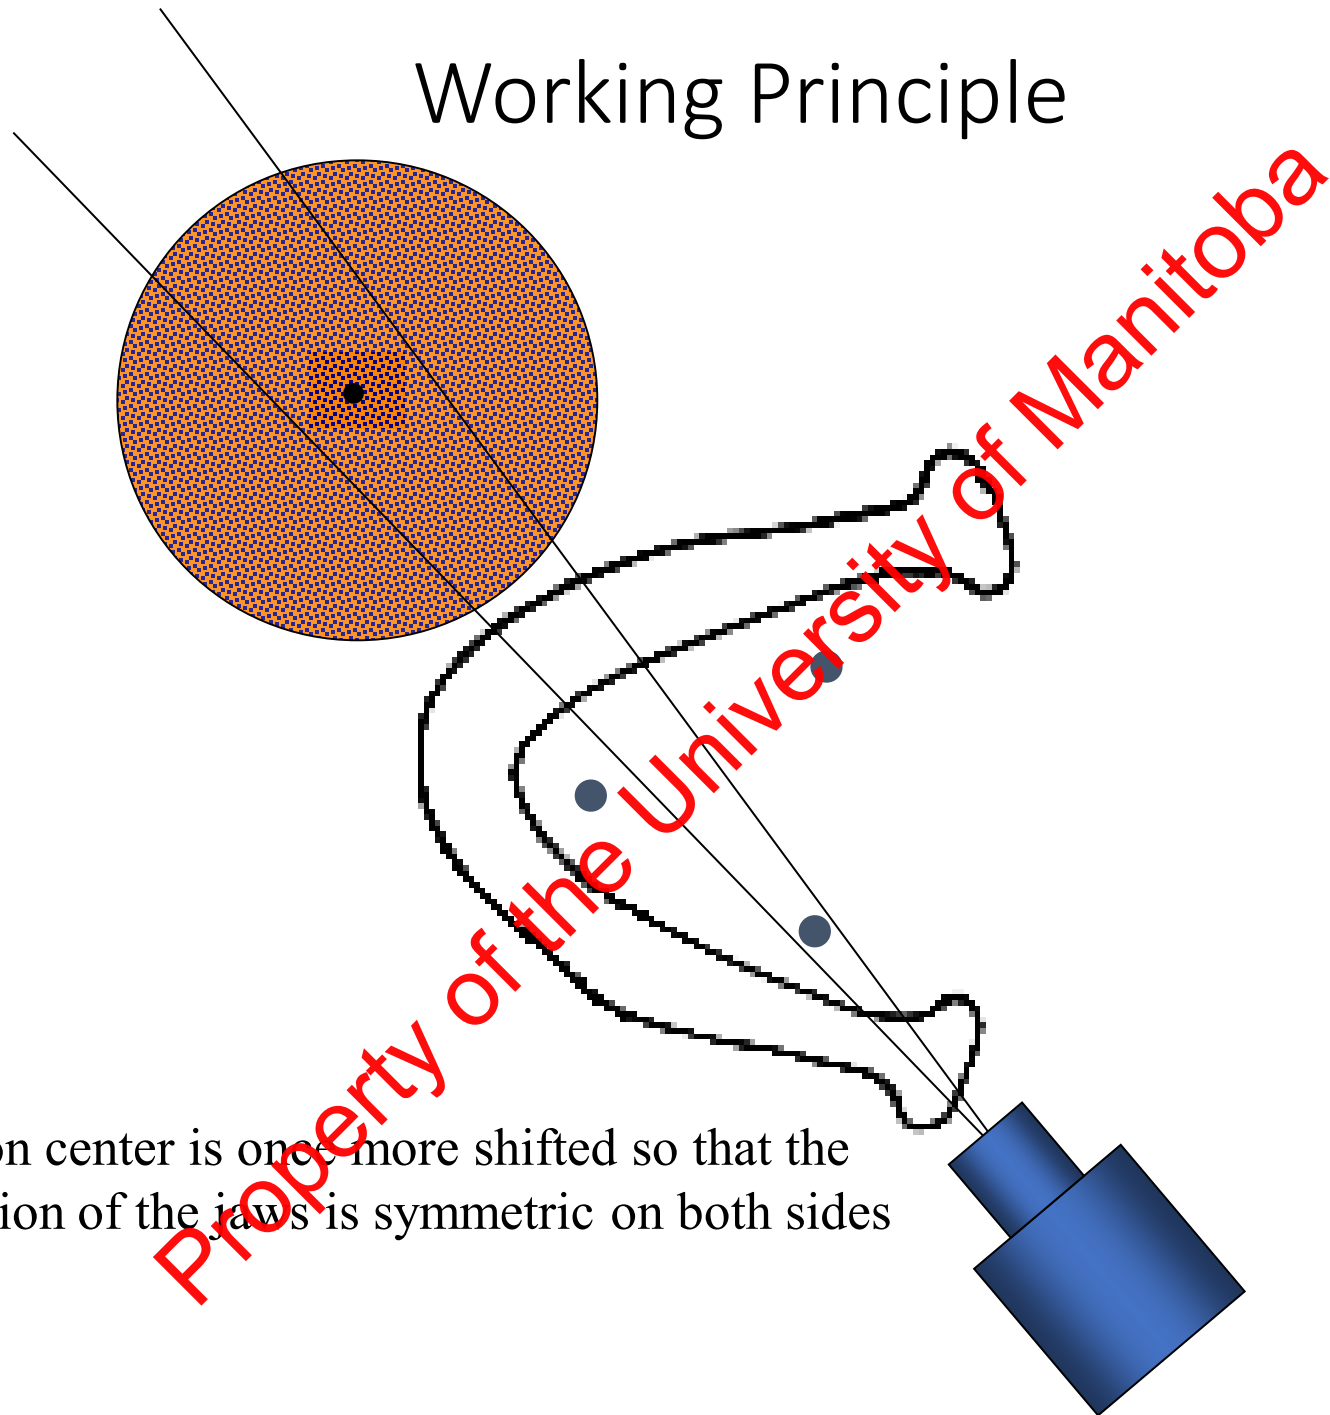 Working Principle
Property of the University of Manitoba
on center is once more shifted so that the
ion of the jaws is symmetric on both sides